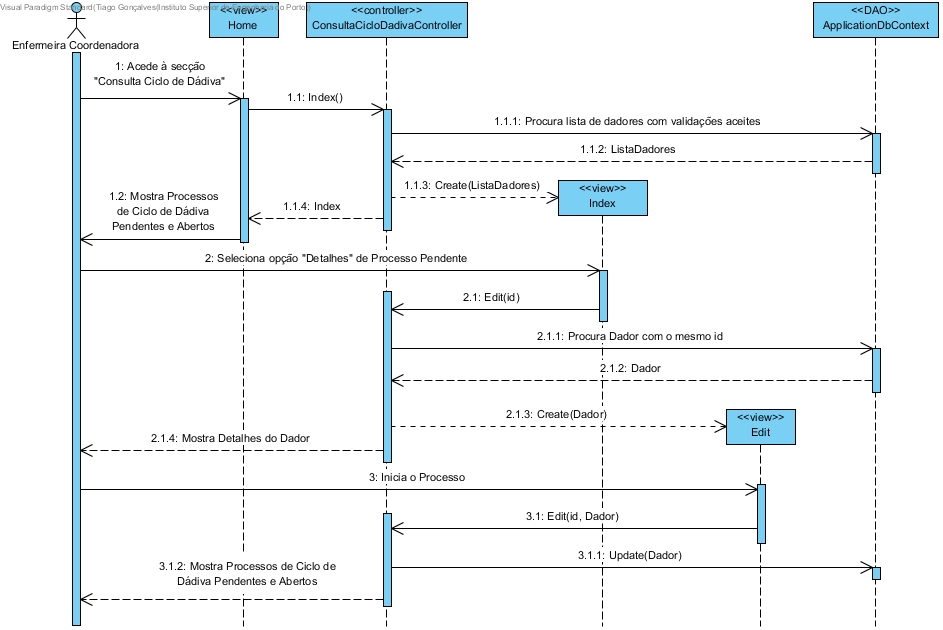 Visual Paradigm Standard(Tiago Gonçalves(Instituto Superior de Engenharia do Porto))
<<view>>
Home
<<controller>>
ConsultaCicloDadivaController
<<DAO>>
ApplicationDbContext
Enfermeira Coordenadora
1: Acede à secção
"Consulta Ciclo de Dádiva"
1.1: Index()
1.1.1: Procura lista de dadores com validações aceites
1.1.2: ListaDadores
1.1.3: Create(ListaDadores)
<<view>>
Index
1.2: Mostra Processos
de Ciclo de Dádiva
Pendentes e Abertos
1.1.4: Index
2: Seleciona opção "Detalhes" de Processo Pendente
2.1: Edit(id)
2.1.1: Procura Dador com o mesmo id
2.1.2: Dador
2.1.3: Create(Dador)
<<view>>
Edit
2.1.4: Mostra Detalhes do Dador
3: Inicia o Processo
3.1: Edit(id, Dador)
3.1.1: Update(Dador)
3.1.2: Mostra Processos de Ciclo de
Dádiva Pendentes e Abertos